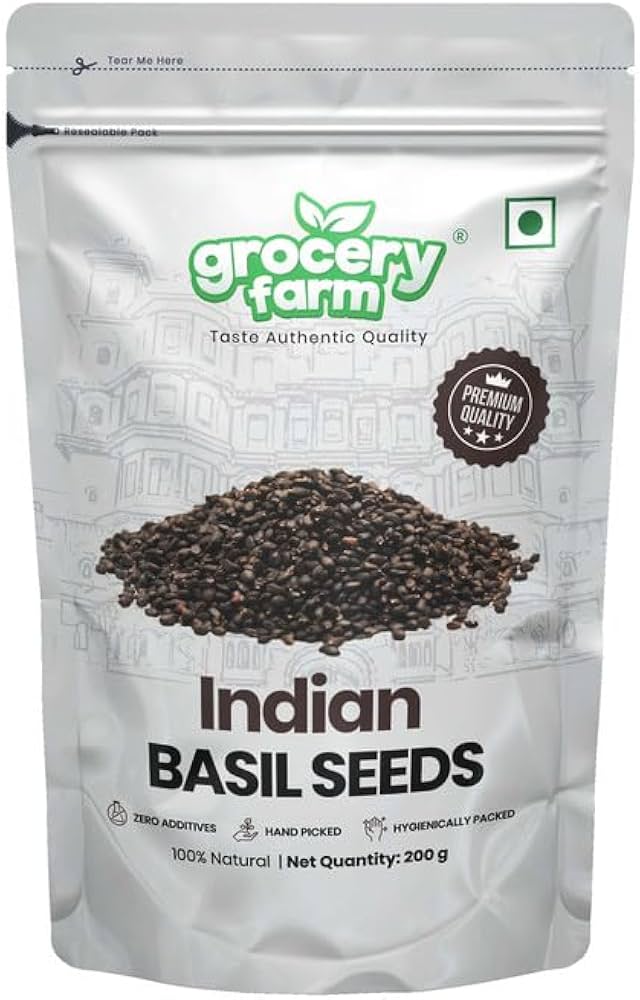 Tear Me Here
Resealable Pack
grocery
farm
®
Taste Authentic Quality
PREMIUM
QUALITY
Indian
BASIL SEEDS
ZERO ADDITIVES
HAND PICKED
HYGIENICALLY PACKED
100% Natural | Net Quantity: 200 g